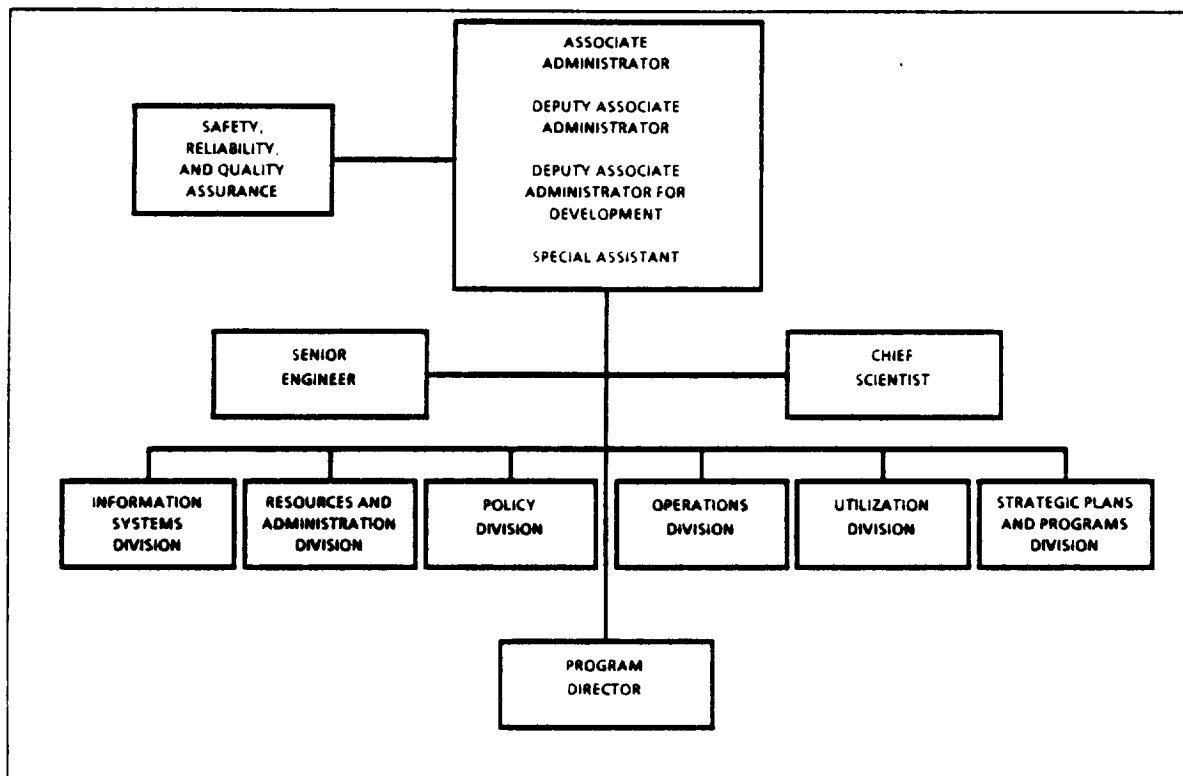 ASSOCIATE
ADMINISTRATOR
DEPUTY ASSOCIATE
ADMINISTRATOR
DEPUTY ASSOCIATE
ADMINISTRATOR FOR
DEVELOPMENT
SPECIAL ASSISTANT
SAFETY,
RELIABILITY,
AND QUALITY
ASSURANCE
SENIOR
ENGINEER
CHIEF
SCIENTIST
INFORMATION
SYSTEMS
DIVISION
RESOURCES AND
ADMINISTRATION
DIVISION
POLICY
DIVISION
OPERATIONS
DIVISION
UTILIZATION
DIVISION
STRATEGIC PLANS
AND PROGRAMS
DIVISION
PROGRAM
DIRECTOR